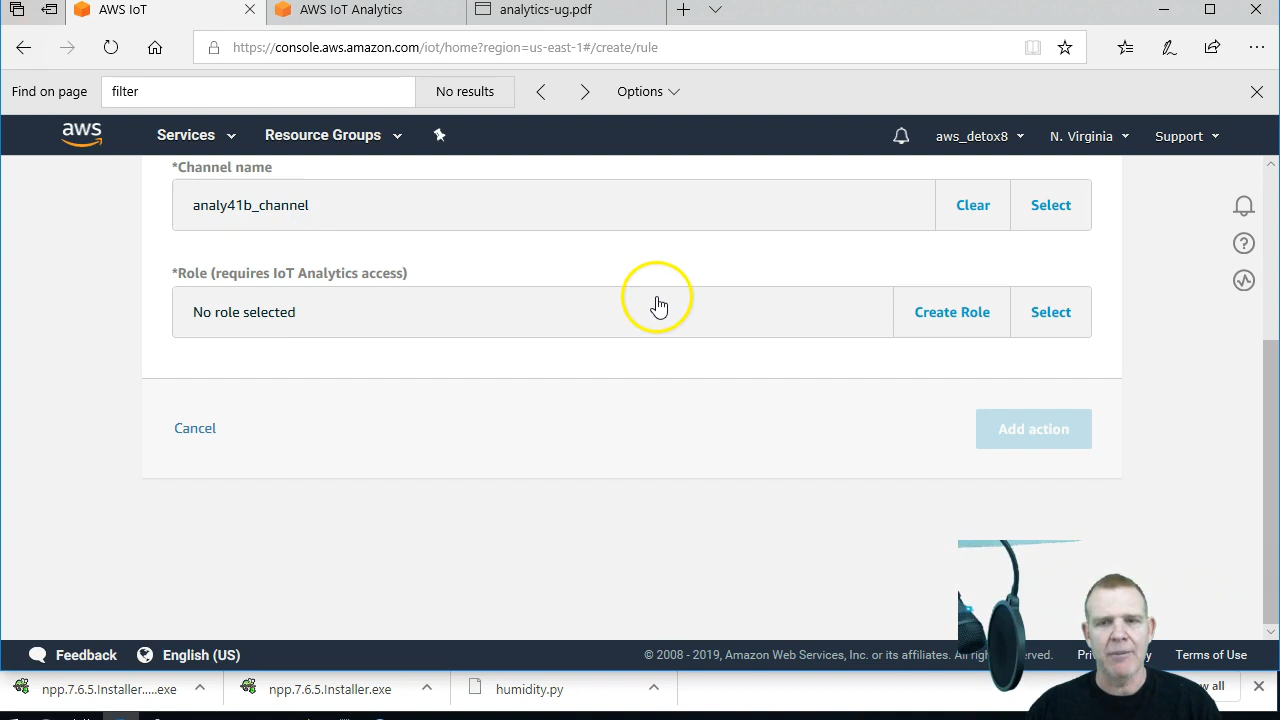 AWS IoT
AWS IoT Analytics
analytics-ug.pdf
https://console.aws.amazon.com/iot/home?region=us-east-1#/create/rule
Find on page
filter
No results
Options
aws
Services
Resource Groups
aws_detox8
N. Virginia
Support
*Channel name
analy41b_channel
Clear
Select
*Role (requires IoT Analytics access)
No role selected
Create Role
Select
Cancel
Add action
Feedback
English (US)
© 2008 - 2019, Amazon Web Services, Inc. or its affiliates. All
Terms of Use
npp.7.6.5.Installer.....exe
npp.7.6.5.Installer.exe
humidity.py
all